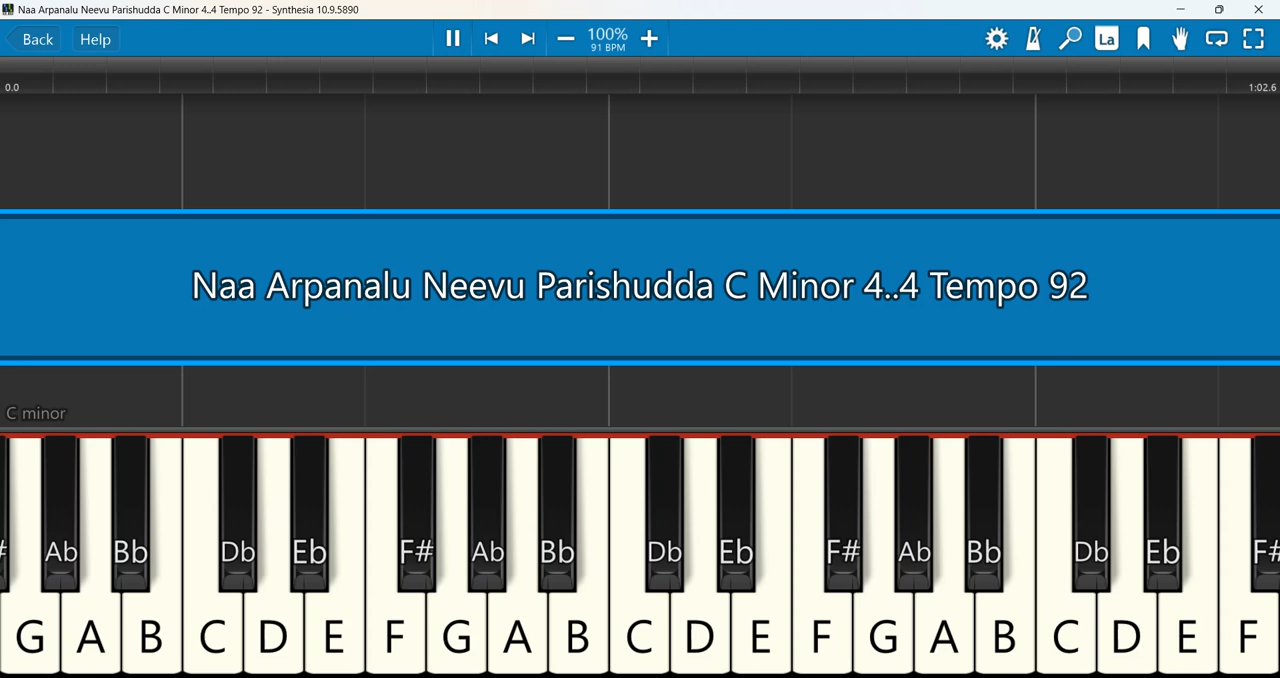 Naa Arpanalu Neevu Parishudda C Minor 4..4 Tempo 92 - Synthesia 10.9.5890
Back Help 100% La
91 BPM
0.0 1:02.6
Naa Arpanalu Neevu Parishudda C Minor 4..4 Tempo 92
C minor
# Ab Bb Db Eb F# Ab Bb Db Eb F# Ab Bb Db Eb F#
G A B C D E F G A B C D E F G A B C D E F